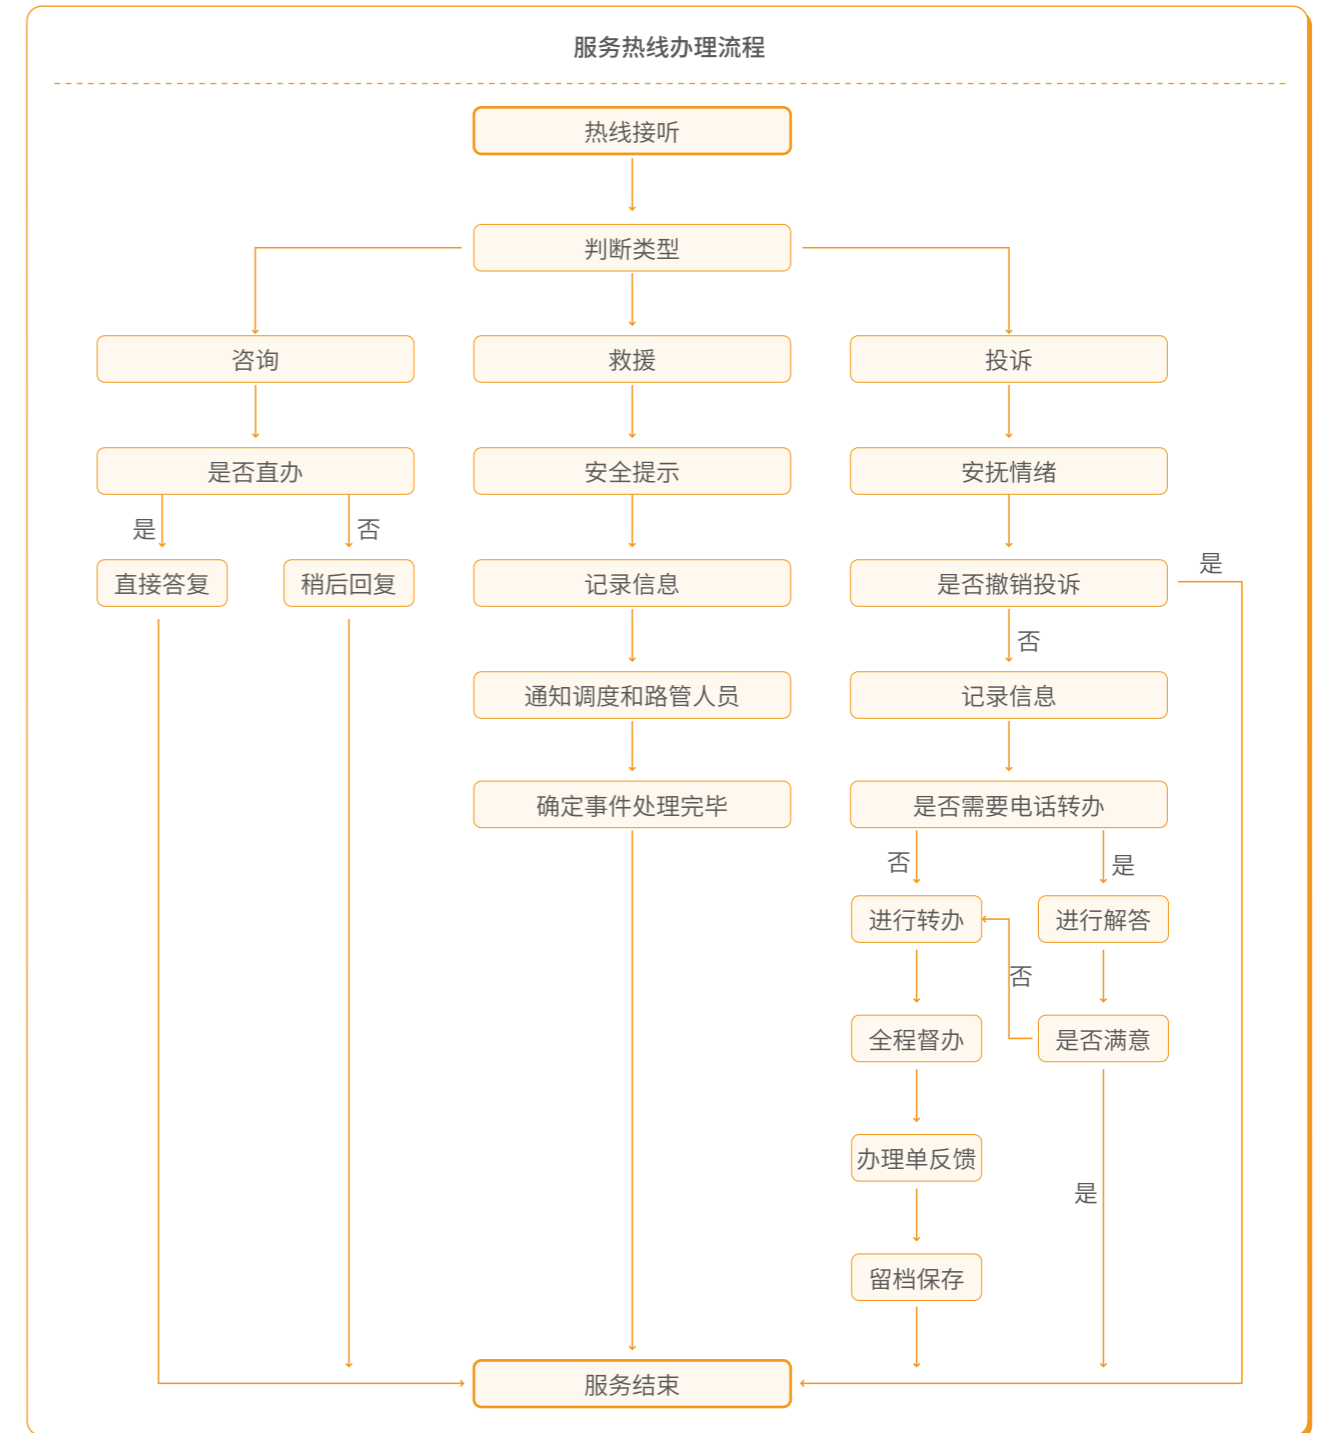 服务热线办理流程
热线接听
判断类型
咨询
救援
投诉
是否直办
安全提示
安抚情绪
是
否
直接答复
稍后回复
记录信息
是否撤销投诉
是
否
通知调度和路管人员
记录信息
确定事件处理完毕
是否需要电话转办
否
是
进行转办
进行解答
否
全程督办
是否满意
办理单反馈
是
留档保存
服务结束